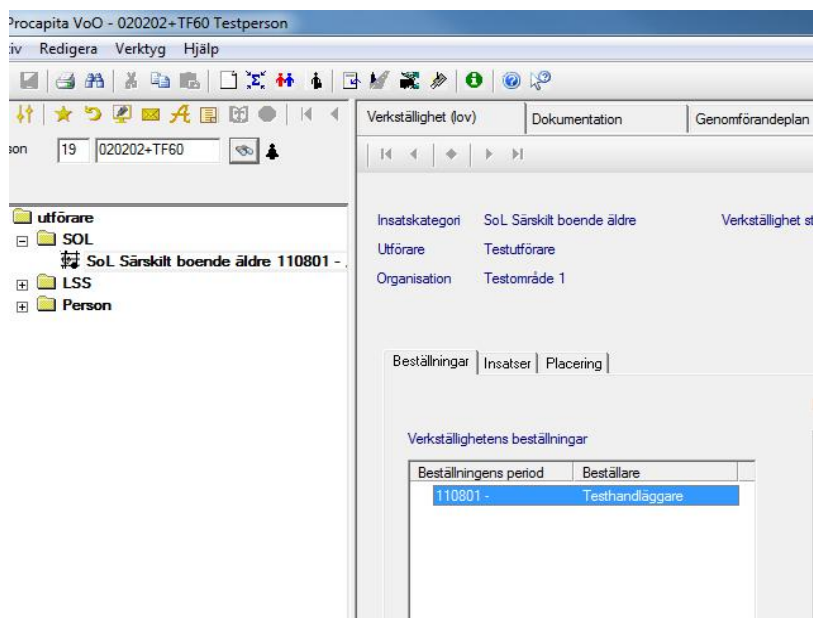 Procapita VoO - 020202+TF60 Testperson
iv Redigera Verktyg Hjälp
son 19 020202+TF60
utförare
SOL
SoL Särskilt boende äldre 110801 - .
LSS
Person
Verkställighet (lov) Dokumentation Genomförandeplan
Insatskategori SoL Särskilt boende äldre Verkställighet st
Utförare Testutförare
Organisation Testområde 1
Beställningar Insatser Placering
Verkställighetens beställningar
Beställningens period Beställare
110801 - Testhandläggare